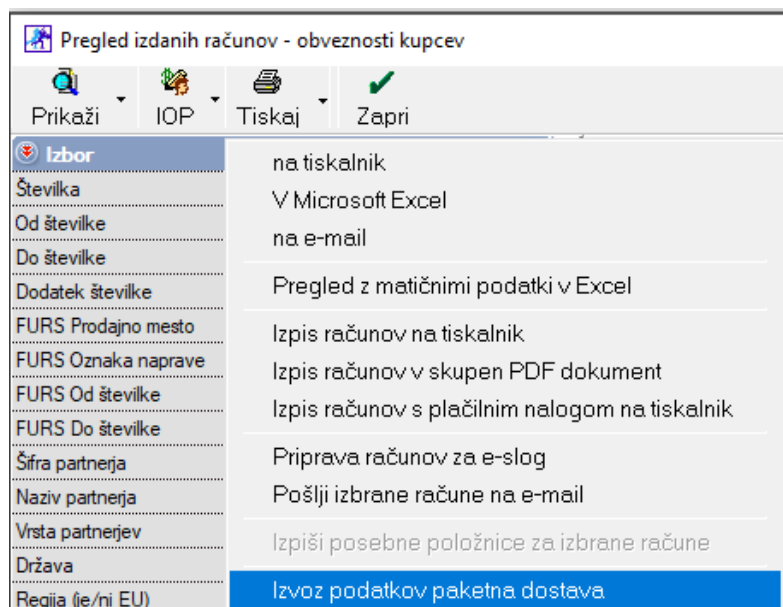 Pregled izdanih računov - obveznosti kupcev
Prikaži IOP Tiskaj Zapri
Izbor
Številka
Od številke
Do številke
Dodatek številke
FURS Prodajno mesto
FURS Oznaka naprave
FURS Od številke
FURS Do številke
Šifra partnerja
Naziv partnerja
Vrsta partnerjev
Država
Regija (je/ni EU)
na tiskalnik
V Microsoft Excel
na e-mail
Pregled z matičnimi podatki v Excel
Izpis računov na tiskalnik
Izpis računov v skupen PDF dokument
Izpis računov s plačilnim nalogom na tiskalnik
Priprava računov za e-slog
Pošlji izbrane račune na e-mail
Izpiši posebne položnice za izbrane račune
Izvoz podatkov paketna dostava